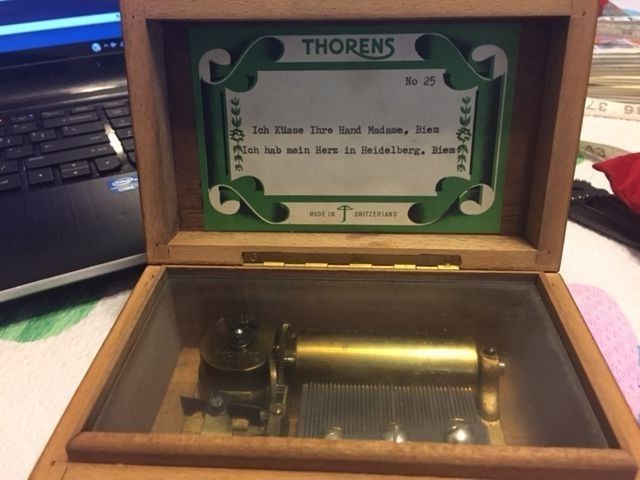 THORENS
No 25
Ich Küsse Ihre Hand Madame. Biem
Ich hab mein Herz in Heidelberg. Biem
MADE IN SWITZERLAND
37